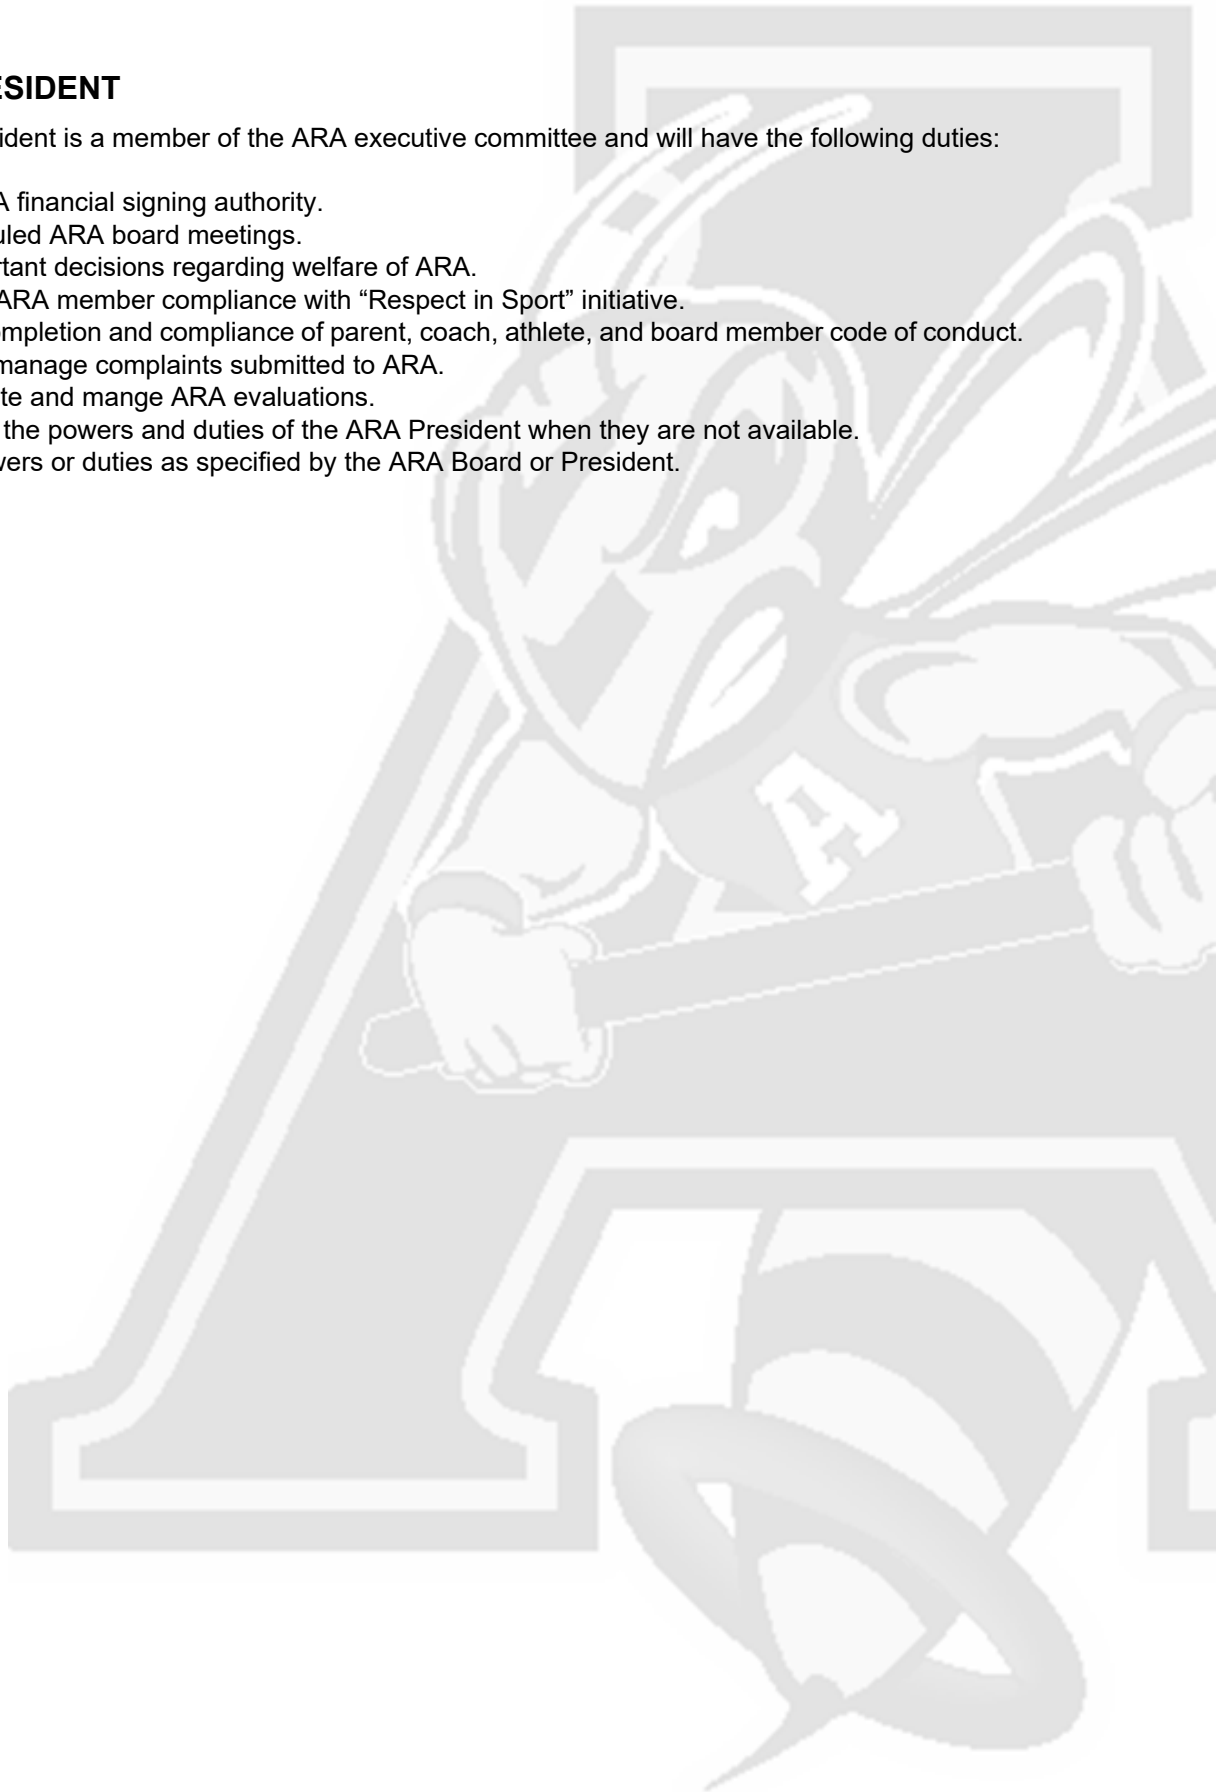 ESIDENT
ident is a member of the ARA executive committee and will have the following duties:
A financial signing authority.
uled ARA board meetings.
rtant decisions regarding welfare of ARA.
ARA member compliance with “Respect in Sport” initiative.
ompletion and compliance of parent, coach, athlete, and board member code of conduct.
manage complaints submitted to ARA.
te and mange ARA evaluations.
the powers and duties of the ARA President when they are not available.
wers or duties as specified by the ARA Board or President.
A